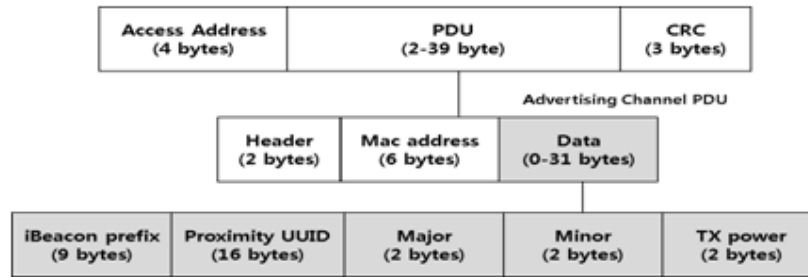 Access Address
(4 bytes)
PDU
(2-39 byte)
CRC
(3 bytes)
Advertising Channel PDU
Header
(2 bytes)
Mac address
(6 bytes)
Data
(0-31 bytes)
iBeacon prefix
(9 bytes)
Proximity UUID
(16 bytes)
Major
(2 bytes)
Minor
(2 bytes)
TX power
(2 bytes)